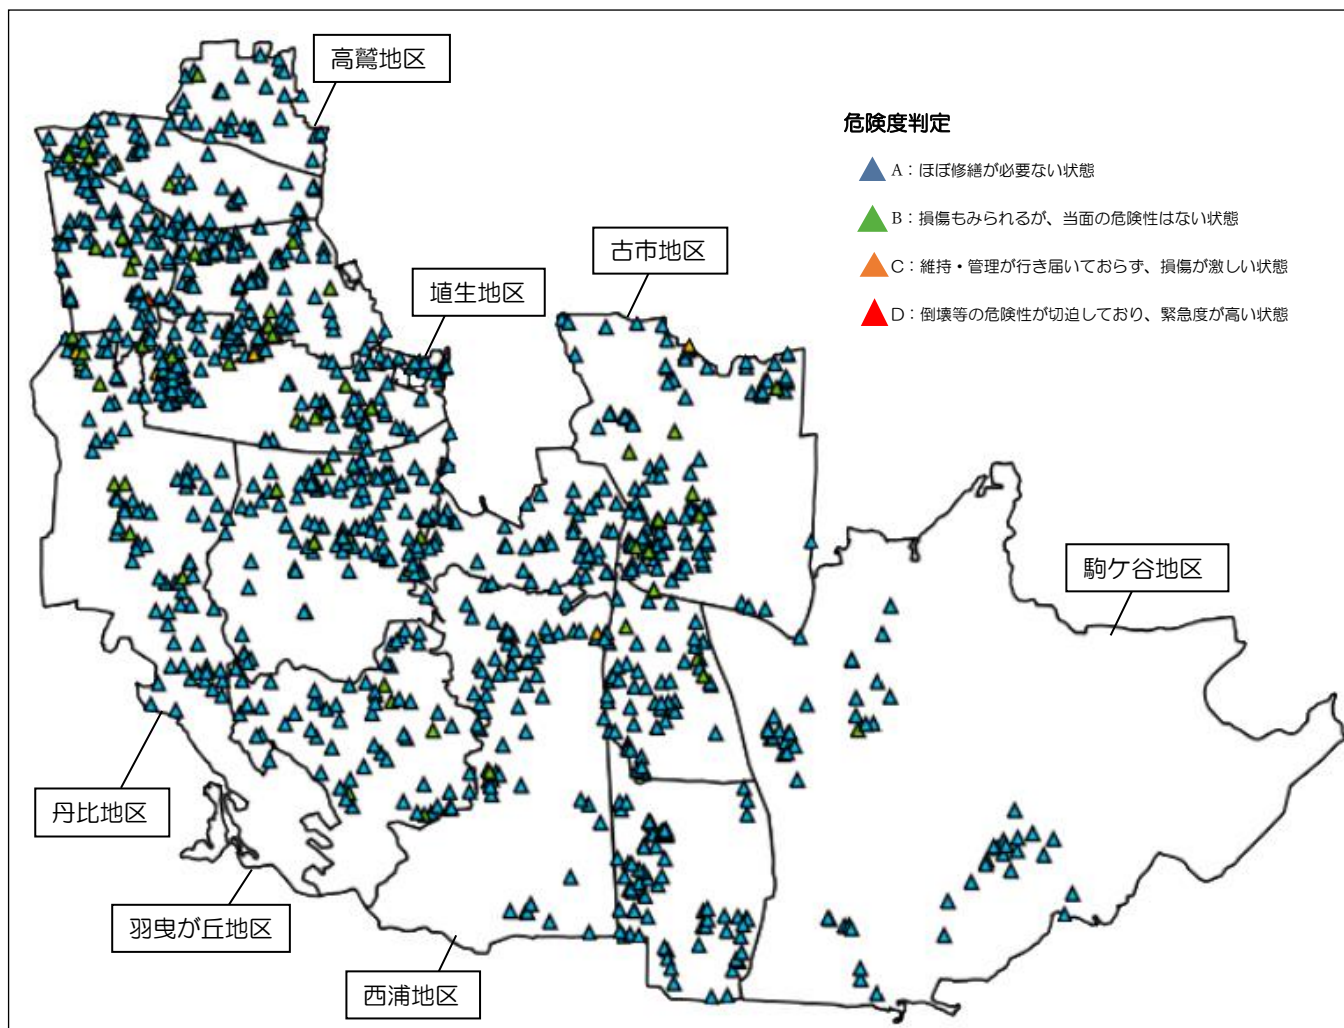 高鷲地区
危険度判定
A：ほぼ修繕が必要ない状態
B：損傷もみられるが、当面の危険性はない状態
C：維持・管理が行き届いておらず、損傷が激しい状態
D：倒壊等の危険性が切迫しており、緊急度が高い状態
古市地区
埴生地区
駒ケ谷地区
丹比地区
羽曳が丘地区
西浦地区